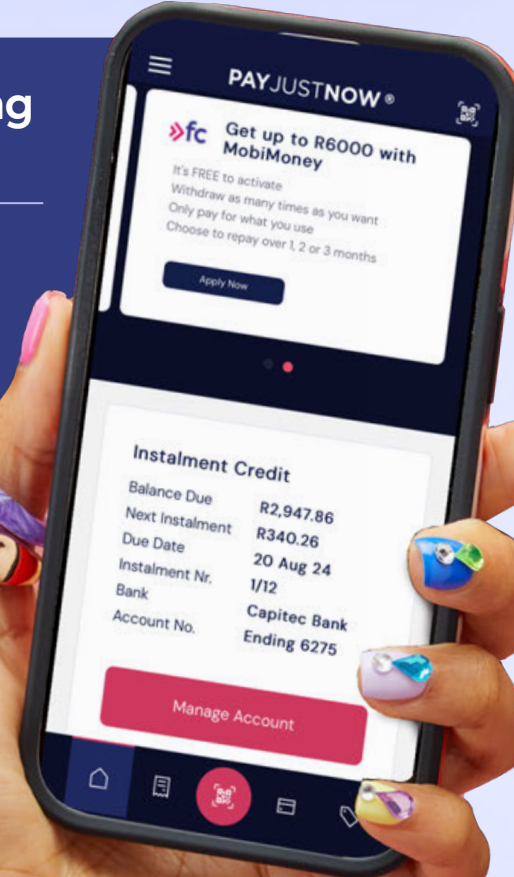 ng
PAYJUSTNOW®
fc
Get up to R6000 with
MobiMoney
It's FREE to activate
Withdraw as many times as you want
Only pay for what you use
Choose to repay over 1, 2 or 3 months
Apply Now
Instalment Credit
Balance Due R2,947.86
Next Instalment R340.26
Due Date 20 Aug 24
Instalment Nr. 1/12
Bank Capitec Bank
Account No. Ending 6275
Manage Account